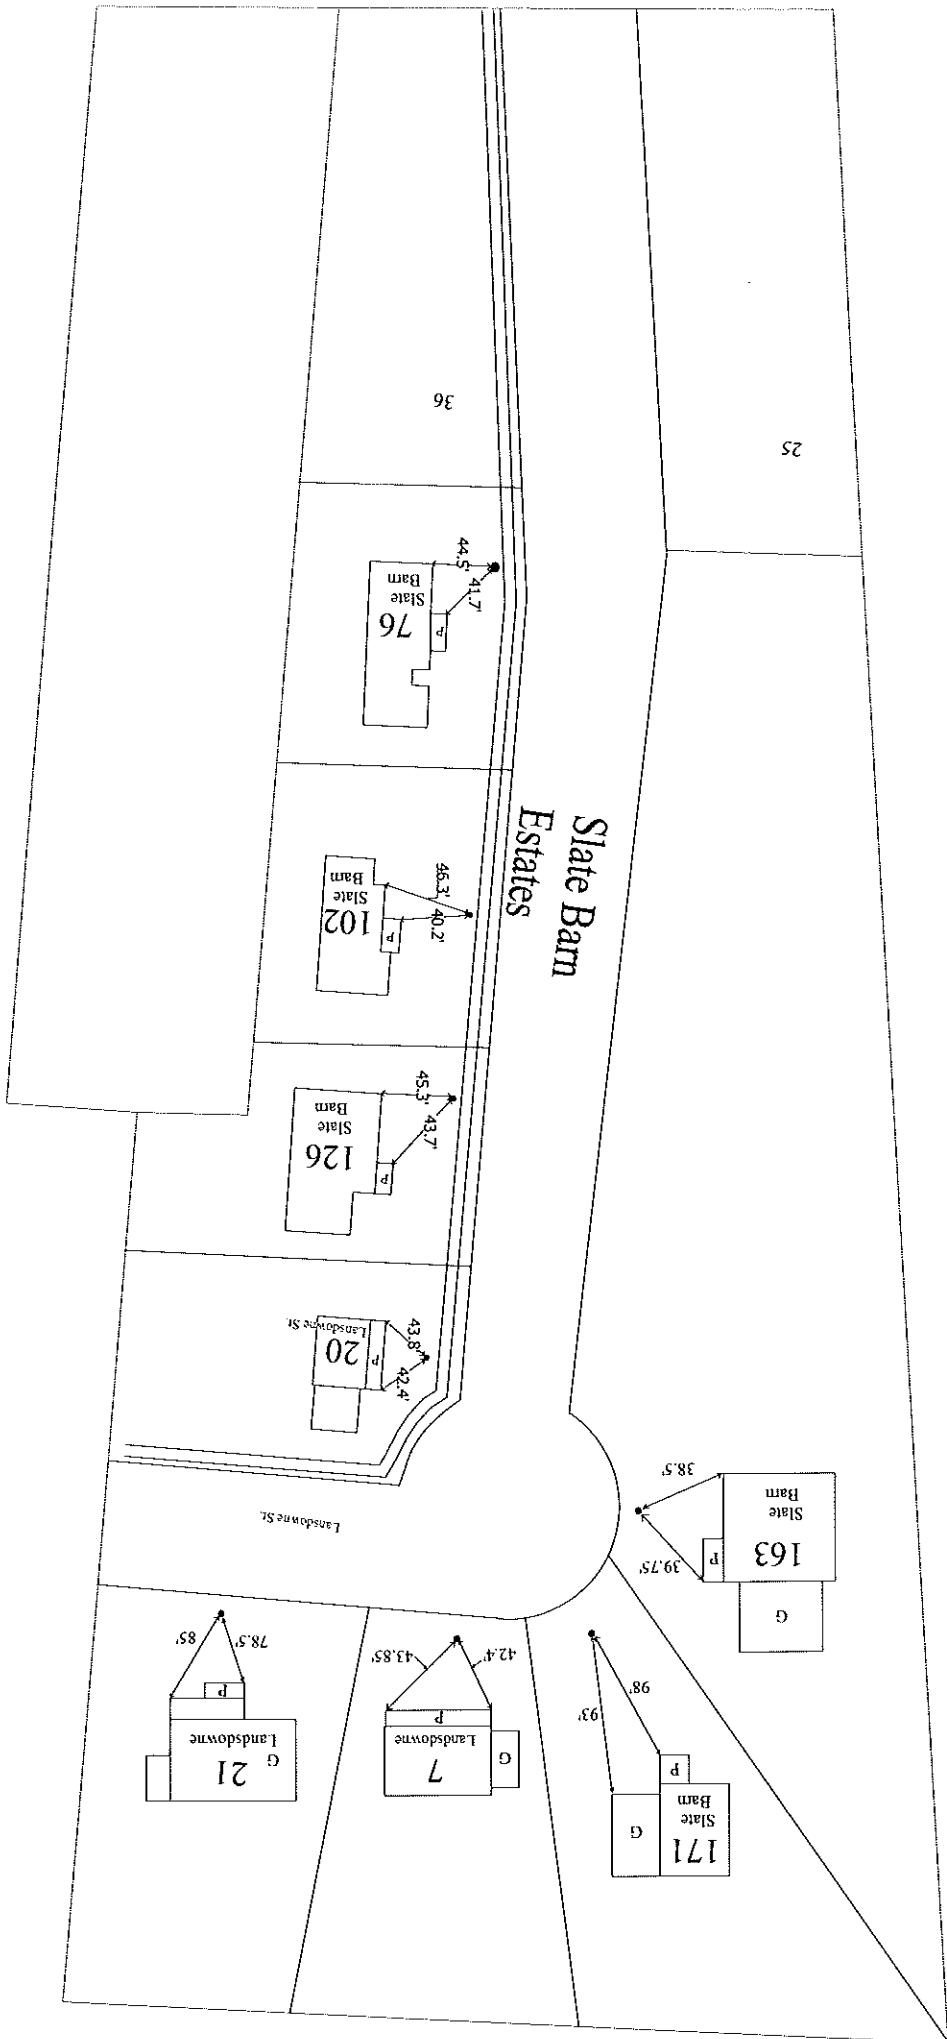 36
25
44.5'
41.7'
P
76
Slate
Barn
Slate Barn
Estates
46.3'
40.2'
P
102
Slate
Barn
45.3'
43.7'
P
126
Slate
Barn
43.8'
42.4'
P
20
Lansdowne St.
Lansdowne St.
38.5'
39.75'
P
163
Slate
Barn
G
85'
78.5'
P
21
G
Landsdowne
43.85'
42.4'
P
7
Landsdowne
G
98'
93'
P
G
171
Slate
Barn